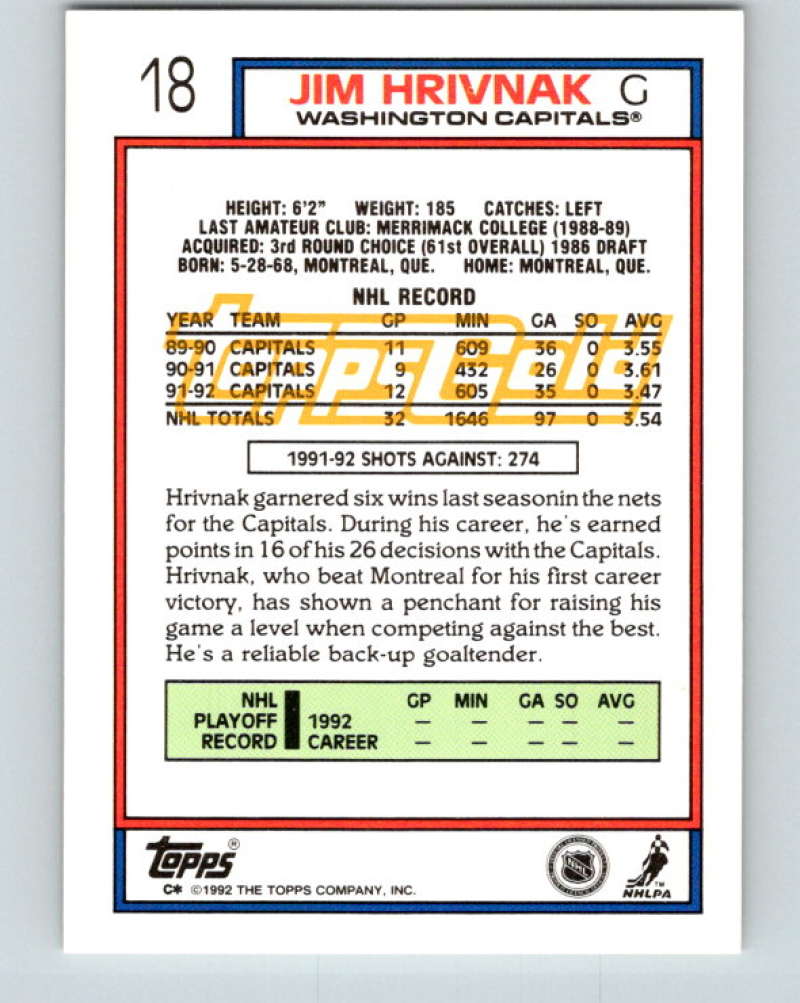 18
JIM HRIVNAK G
WASHINGTON CAPITALS®
HEIGHT: 6'2" WEIGHT: 185 CATCHES: LEFT
LAST AMATEUR CLUB: MERRIMACK COLLEGE (1988-89)
ACQUIRED: 3rd ROUND CHOICE (61st OVERALL) 1986 DRAFT
BORN: 5-28-68, MONTREAL, QUE. HOME: MONTREAL, QUE.
NHL RECORD
YEAR TEAM GP MIN GA SO AVG
89-90 CAPITALS 11 609 36 0 3.55
90-91 CAPITALS 9 432 26 0 3.61
91-92 CAPITALS 12 605 35 0 3.47
NHL TOTALS 32 1646 97 0 3.54
ToppsGold
1991-92 SHOTS AGAINST: 274
Hrivnak garnered six wins last seasonin the nets
for the Capitals. During his career, he's earned
points in 16 of his 26 decisions with the Capitals.
Hrivnak, who beat Montreal for his first career
victory, has shown a penchant for raising his
game a level when competing against the best.
He's a reliable back-up goaltender.
NHL GP MIN GA SO AVG
PLAYOFF 1992 — — — — —
RECORD CAREER — — — — —
TOPPS®
C* ©1992 THE TOPPS COMPANY, INC.
NHL
TM
NHLPA